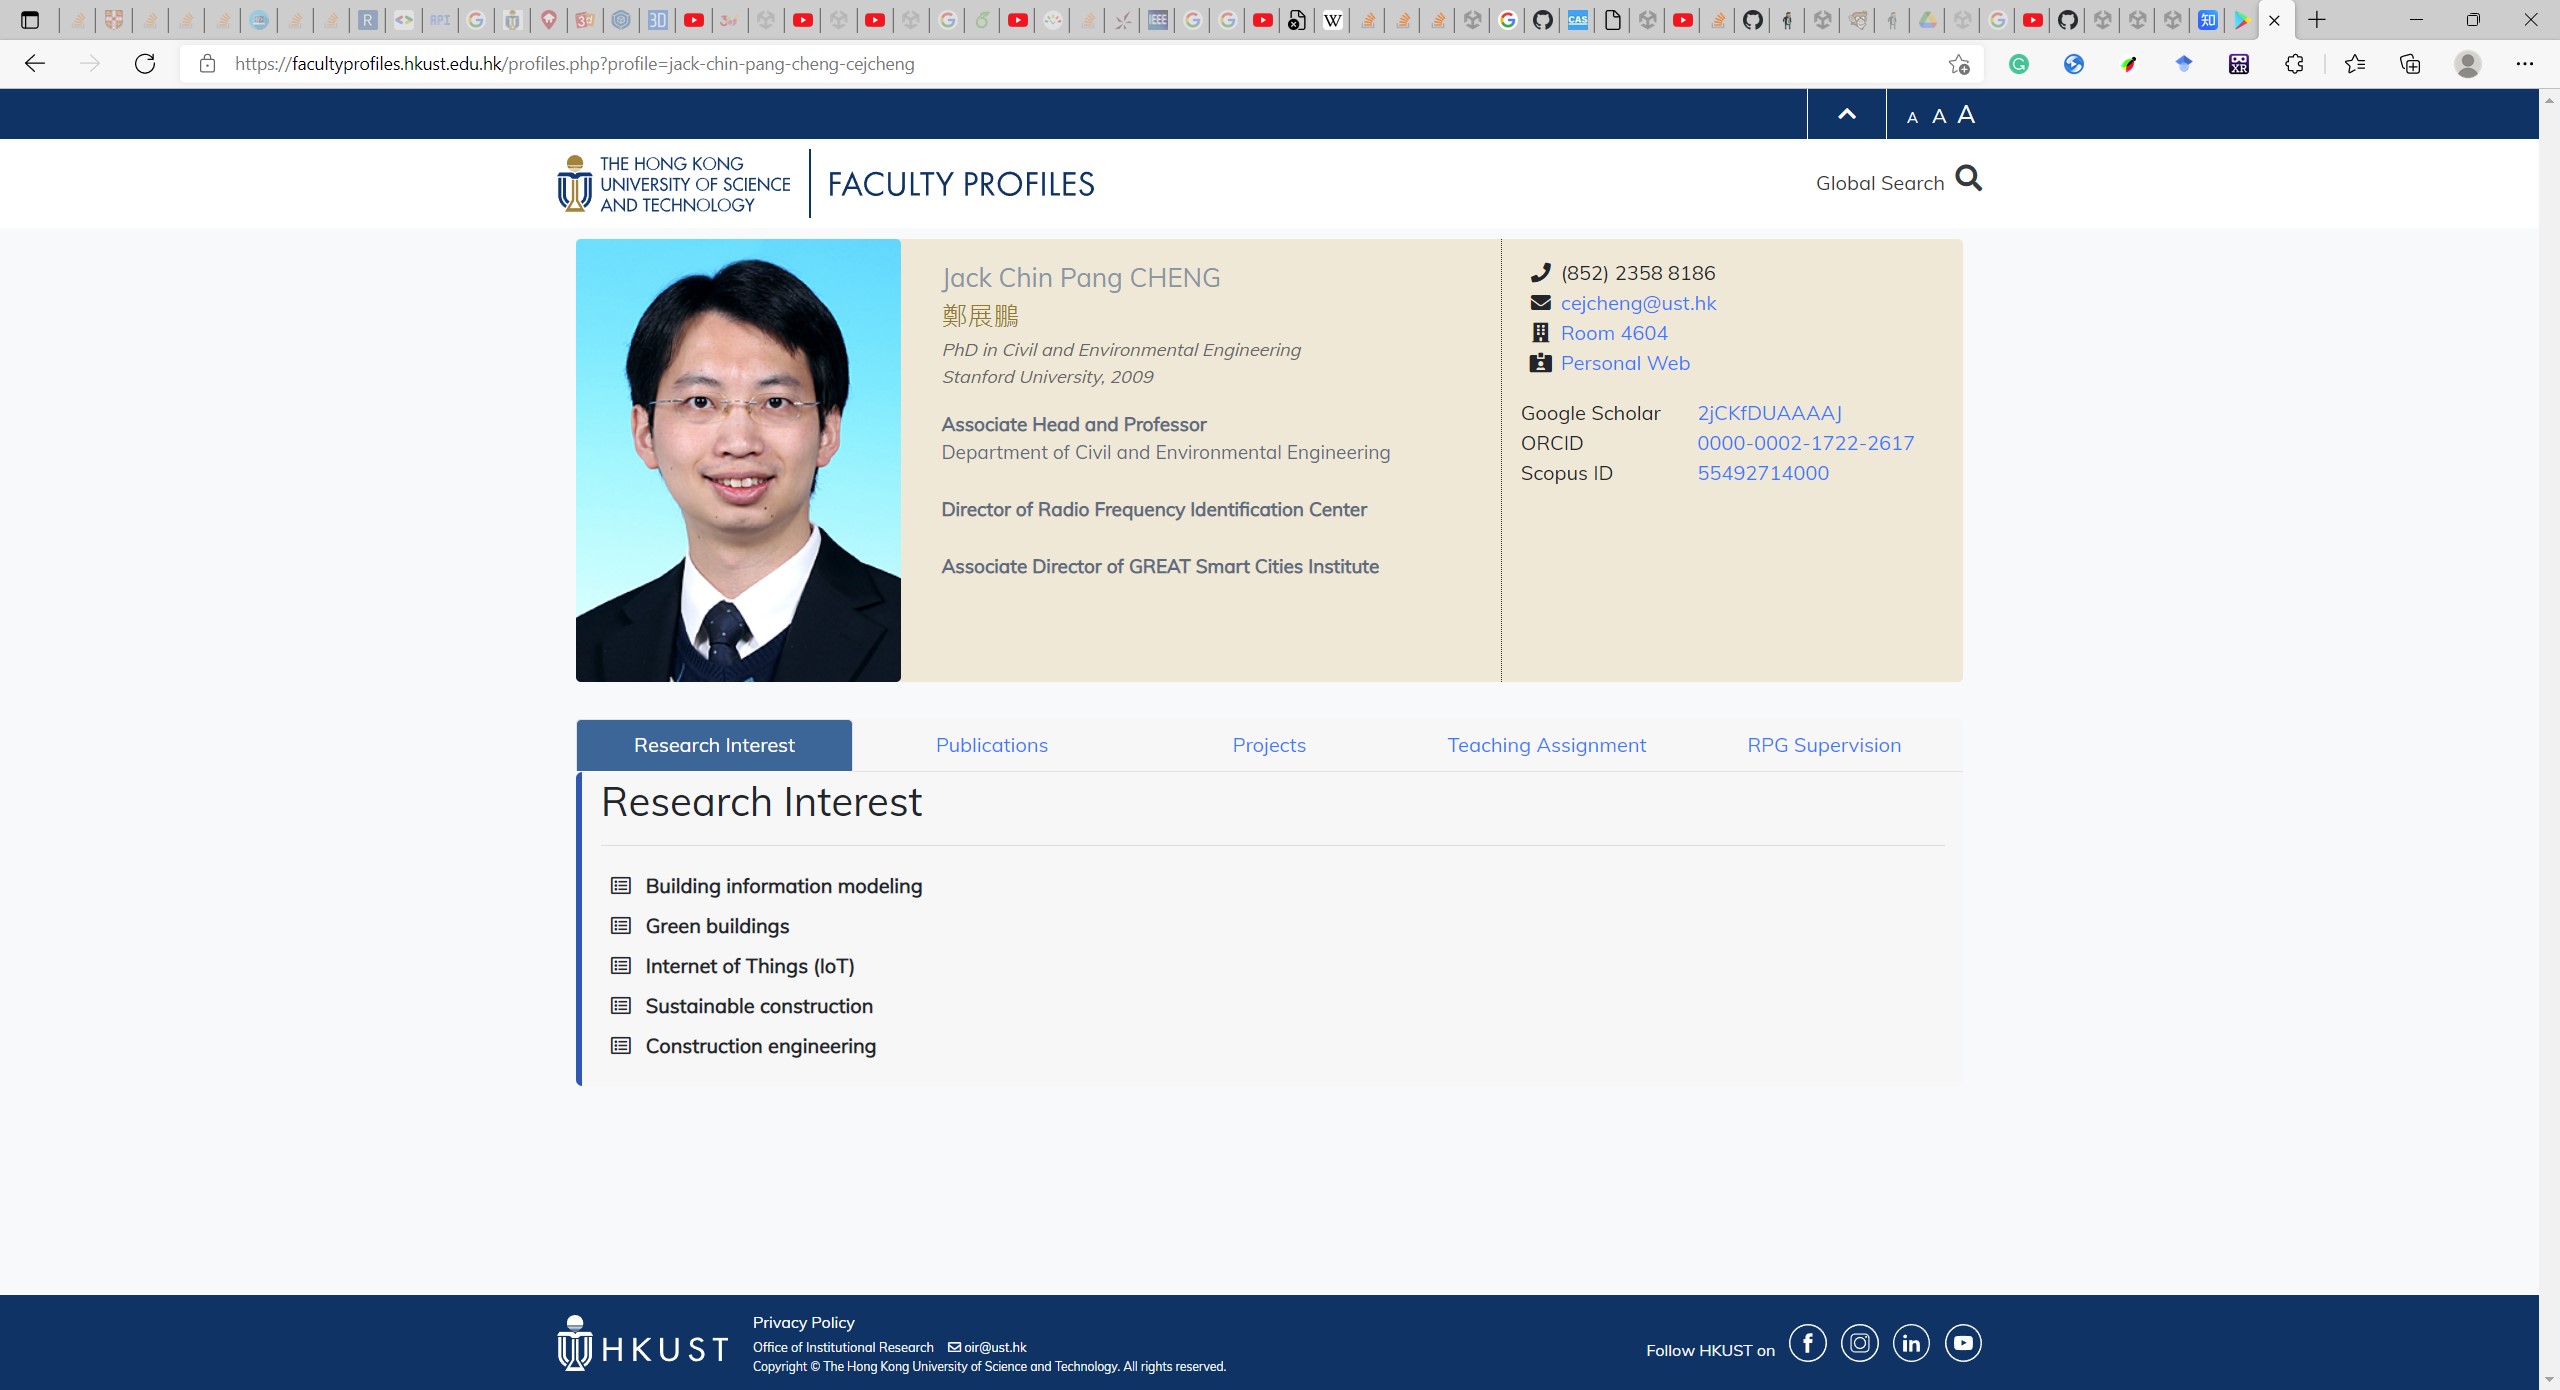 https://facultyprofiles.hkust.edu.hk/profiles.php?profile=jack-chin-pang-cheng-cejcheng
A A A
THE HONG KONG
UNIVERSITY OF SCIENCE
AND TECHNOLOGY
FACULTY PROFILES
Global Search
Jack Chin Pang CHENG
鄭展鵬
PhD in Civil and Environmental Engineering
Stanford University, 2009
Associate Head and Professor
Department of Civil and Environmental Engineering
Director of Radio Frequency Identification Center
Associate Director of GREAT Smart Cities Institute
(852) 2358 8186
cejcheng@ust.hk
Room 4604
Personal Web
Google Scholar 2jCKfDUAAAAJ
ORCID 0000-0002-1722-2617
Scopus ID 55492714000
Research Interest Publications Projects Teaching Assignment RPG Supervision
Research Interest
Building information modeling
Green buildings
Internet of Things (IoT)
Sustainable construction
Construction engineering
HKUST
Privacy Policy
Office of Institutional Research oir@ust.hk
Copyright © The Hong Kong University of Science and Technology. All rights reserved.
Follow HKUST on